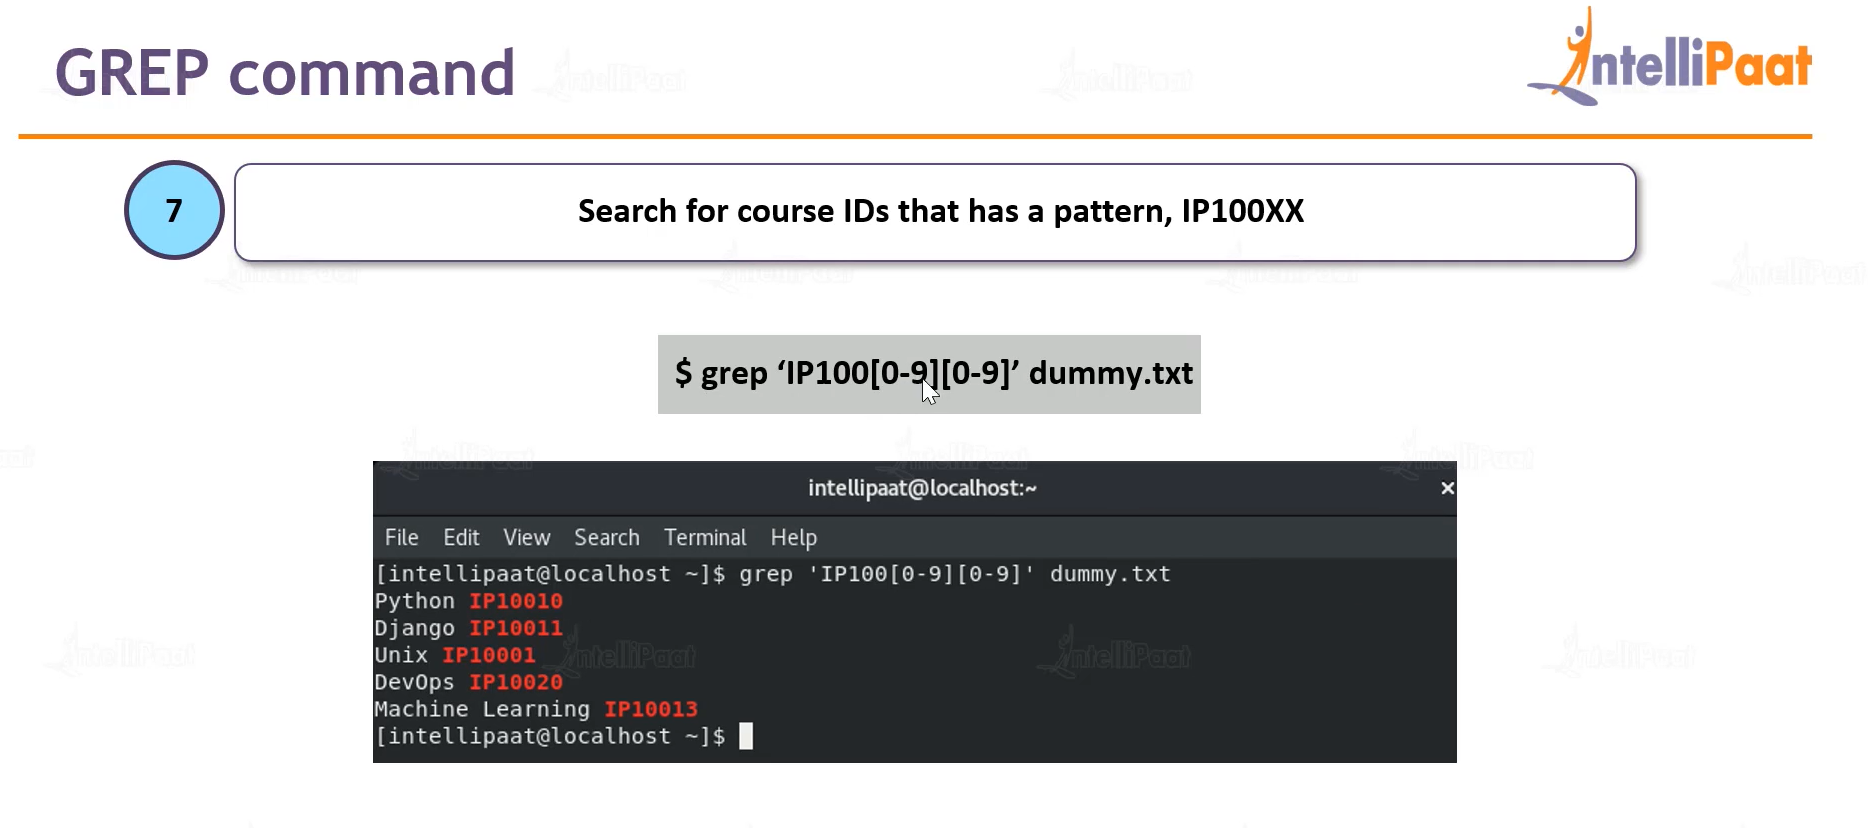 GREP command
IntelliPaat
7
Search for course IDs that has a pattern, IP100XX
$ grep ‘IP100[0-9][0-9]’ dummy.txt
intellipaat@localhost:~ ×
File Edit View Search Terminal Help
[intellipaat@localhost ~]$ grep 'IP100[0-9][0-9]' dummy.txt
Python IP10010
Django IP10011
Unix IP10001
DevOps IP10020
Machine Learning IP10013
[intellipaat@localhost ~]$